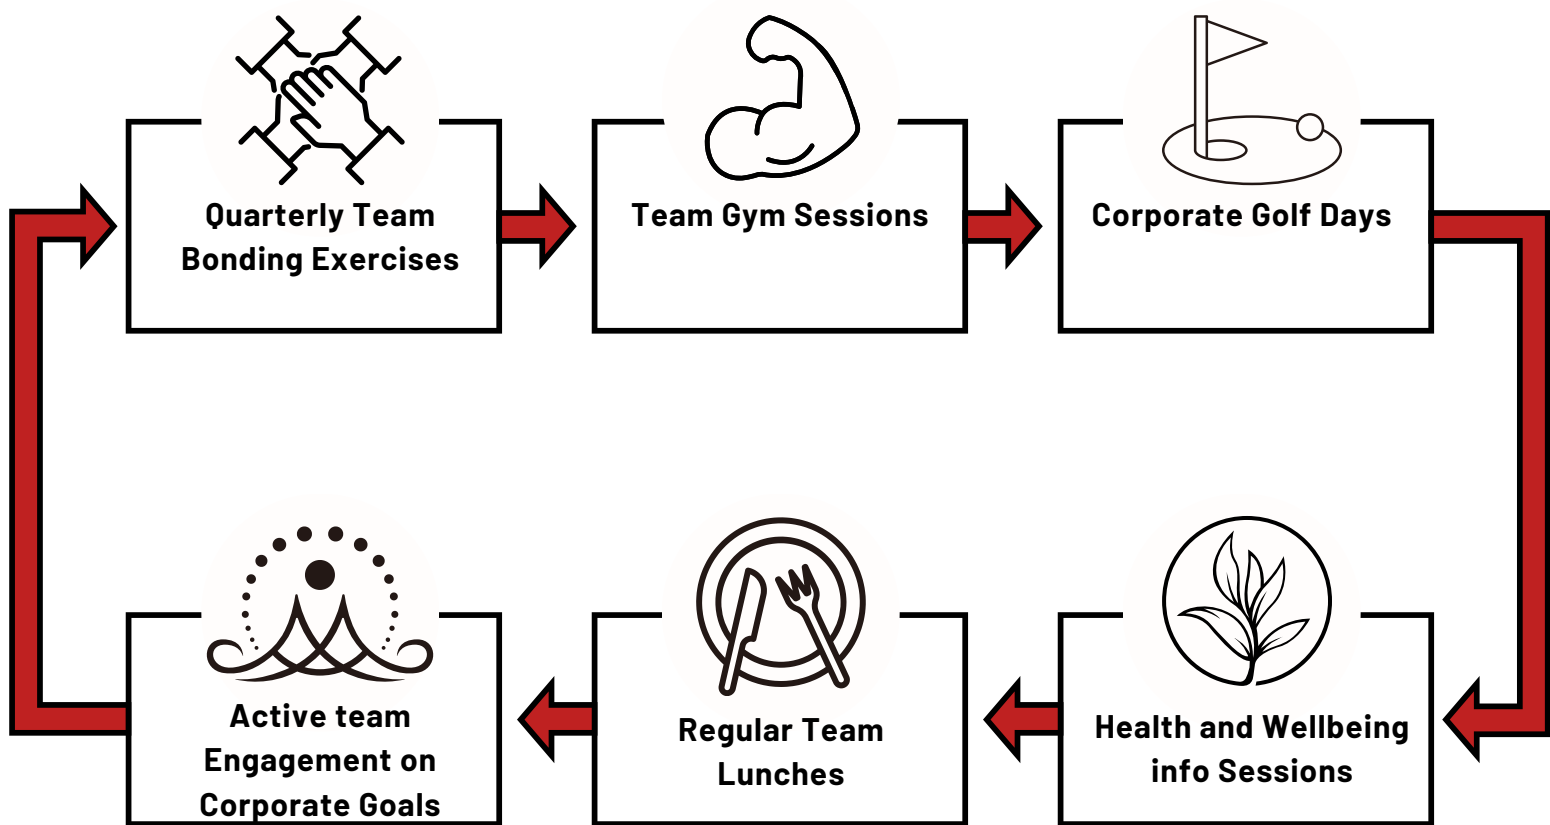 Quarterly Team
Bonding Exercises
Team Gym Sessions
Corporate Golf Days
Health and Wellbeing
info Sessions
Regular Team
Lunches
Active team
Engagement on
Corporate Goals